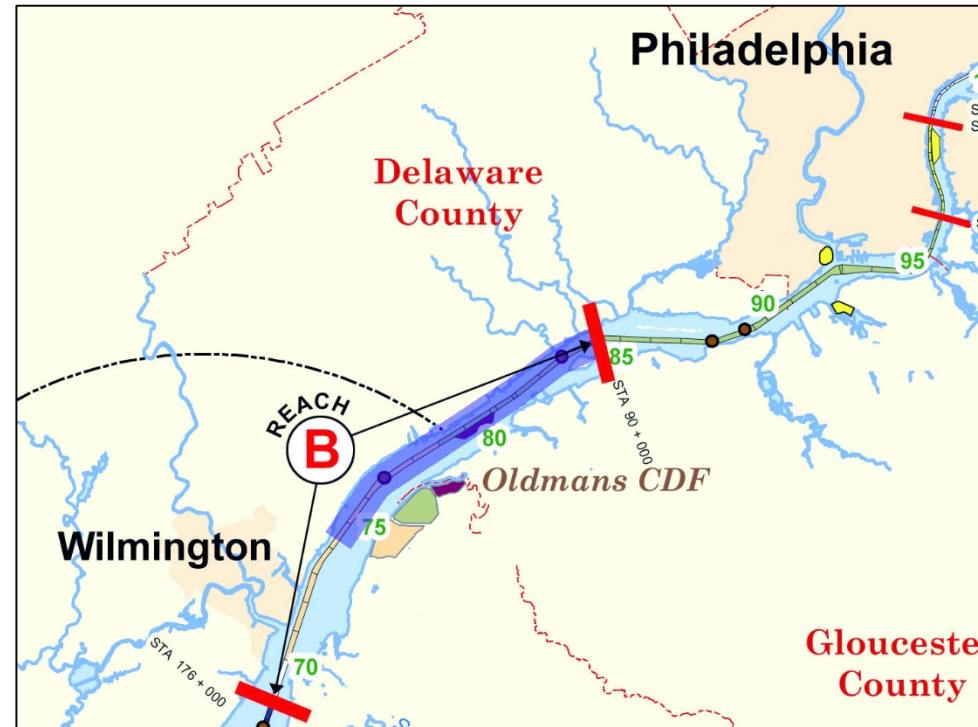 Philadelphia
Delaware
County
95
90
85
STA 90 + 000
REACH
B
80
Oldmans CDF
75
Wilmington
STA 176 + 000
70
Glouceste
County